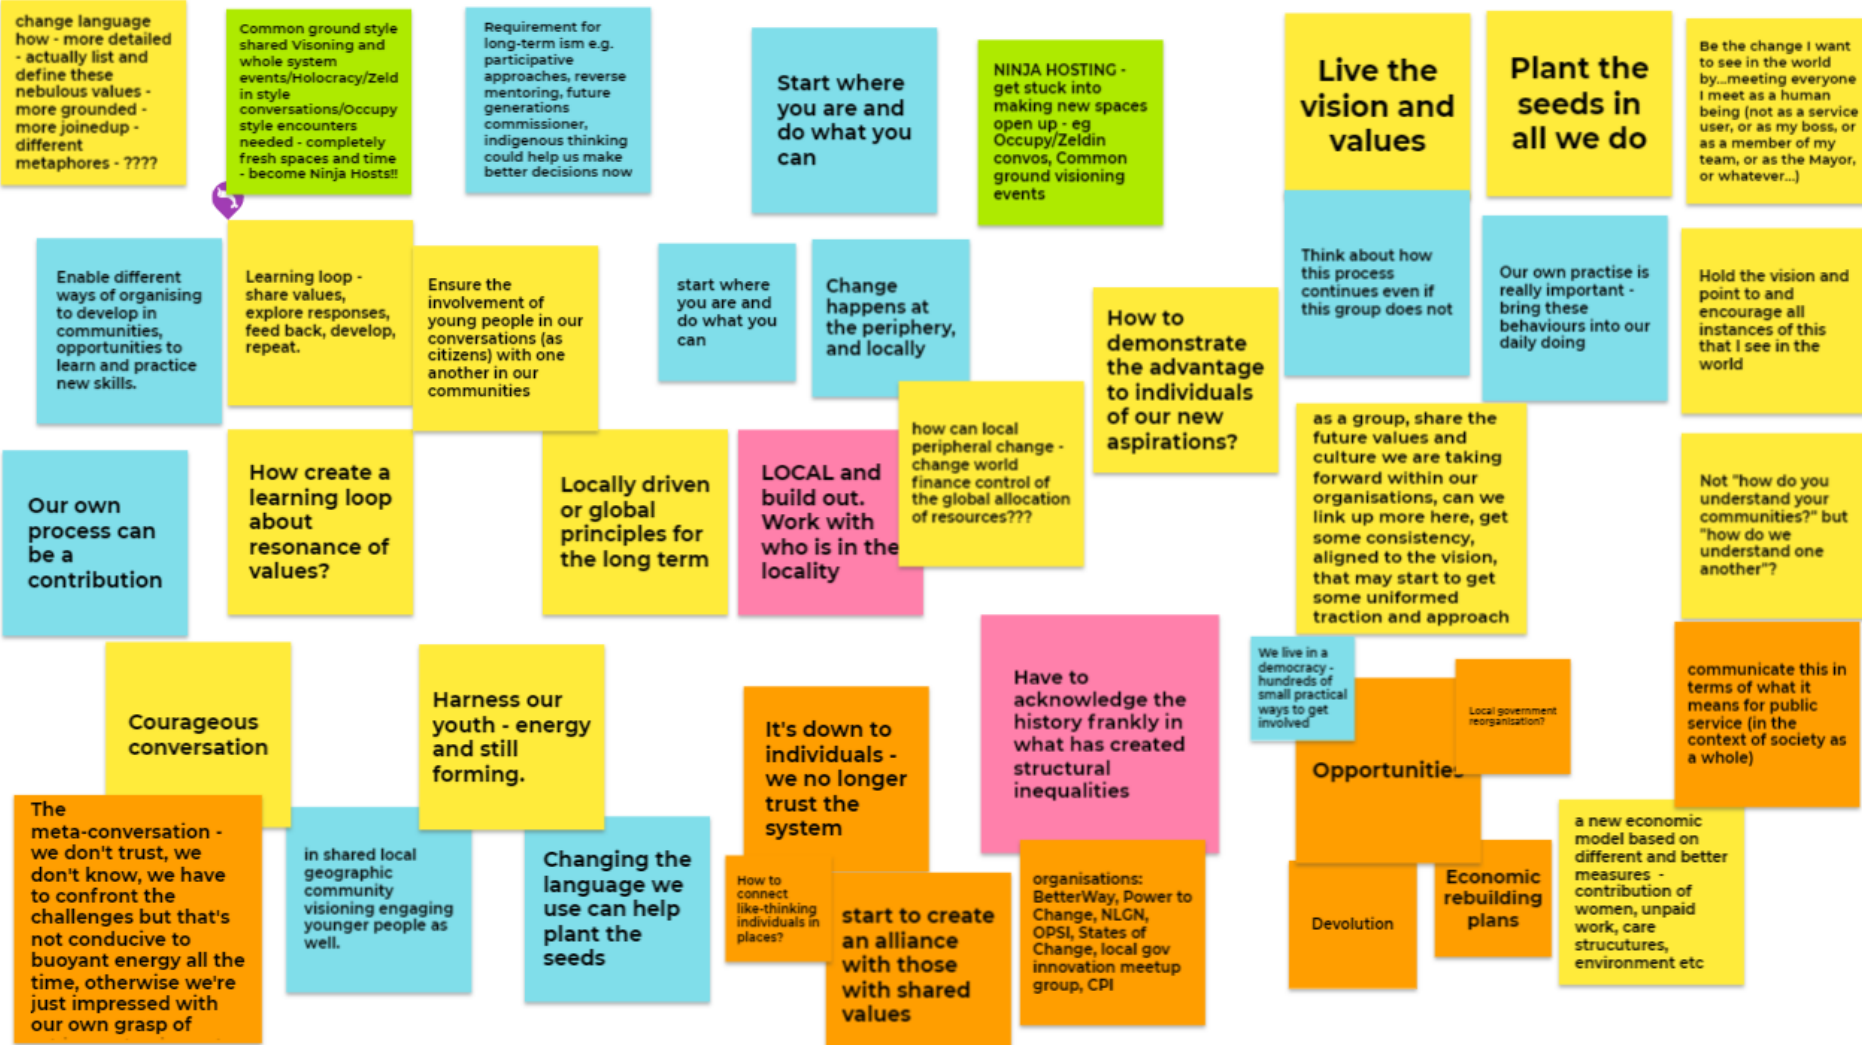 change language
how - more detailed
- actually list and
define these
nebulous values -
more grounded -
more joinedup -
different
metaphores - ????
Common ground style
shared Visoning and
whole system
events/Holocracy/Zeld
in style
conversations/Occupy
style encounters
needed - completely
fresh spaces and time
- become Ninja Hosts!!
Requirement for
long-term ism e.g.
participative
approaches, reverse
mentoring, future
generations
commissioner,
indigenous thinking
could help us make
better decisions now
Start where
you are and
do what you
can
NINJA HOSTING -
get stuck into
making new spaces
open up - eg
Occupy/Zeldin
convos, Common
ground visioning
events
Live the
vision and
values
Plant the
seeds in
all we do
Be the change I want
to see in the world
by...meeting everyone
I meet as a human
being (not as a service
user, or as my boss, or
as a member of my
team, or as the Mayor,
or whatever...)
Enable different
ways of organising
to develop in
communities,
opportunities to
learn and practice
new skills.
Learning loop -
share values,
explore responses,
feed back, develop,
repeat.
Ensure the
involvement of
young people in our
conversations (as
citizens) with one
another in our
communities
start where
you are and
do what you
can
Change
happens at
the periphery,
and locally
How to
demonstrate
the advantage
to individuals
of our new
aspirations?
Think about how
this process
continues even if
this group does not
Our own practise is
really important -
bring these
behaviours into our
daily doing
Hold the vision and
point to and
encourage all
instances of this
that I see in the
world
Our own
process can
be a
contribution
How create a
learning loop
about
resonance of
values?
Locally driven
or global
principles for
the long term
LOCAL and
build out.
Work with
who is in the
locality
how can local
peripheral change -
change world
finance control of
the global allocation
of resources???
as a group, share the
future values and
culture we are taking
forward within our
organisations, can we
link up more here, get
some consistency,
aligned to the vision,
that may start to get
some uniformed
traction and approach
Not "how do you
understand your
communities?" but
"how do we
understand one
another"?
Courageous
conversation
Harness our
youth - energy
and still
forming.
It's down to
individuals -
we no longer
trust the
system
Have to
acknowledge the
history frankly in
what has created
structural
inequalities
We live in a
democracy -
hundreds of
small practical
ways to get
involved
Opportunities
Local government
reorganisation?
communicate this in
terms of what it
means for public
service (in the
context of society as
a whole)
The
meta-conversation -
we don't trust, we
don't know, we have
to confront the
challenges but that's
not conducive to
buoyant energy all the
time, otherwise we're
just impressed with
our own grasp of
in shared local
geographic
community
visioning engaging
younger people as
well.
Changing the
language we
use can help
plant the
seeds
How to
connect
like-thinking
individuals in
places?
start to create
an alliance
with those
with shared
values
organisations:
BetterWay, Power to
Change, NLGN,
OPSI, States of
Change, local gov
innovation meetup
group, CPI
Devolution
Economic
rebuilding
plans
a new economic
model based on
different and better
measures -
contribution of
women, unpaid
work, care
strucutures,
environment etc